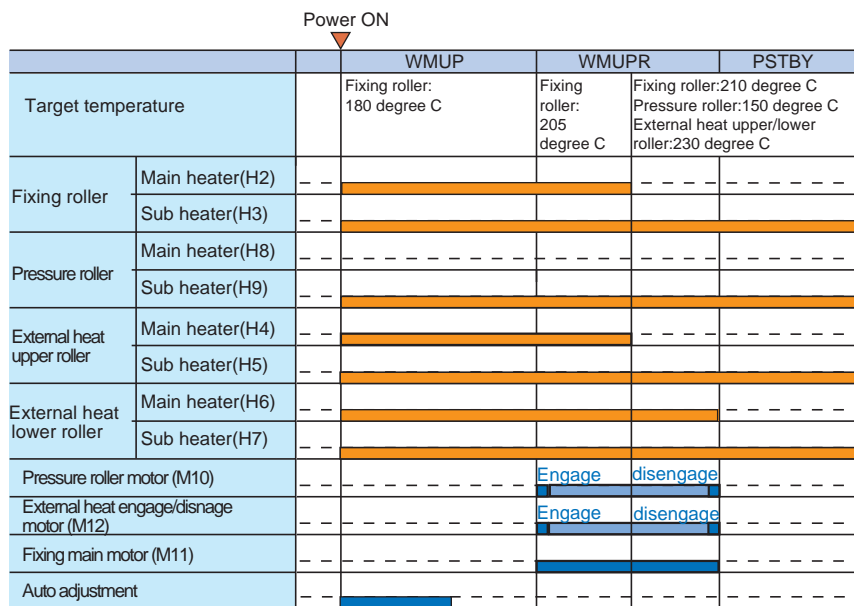 Power ON
WMUP
WMUPR
PSTBY
Target temperature
Fixing roller:
180 degree C
Fixing
roller:
205
degree C
Fixing roller:210 degree C
Pressure roller:150 degree C
External heat upper/lower
roller:230 degree C
Fixing roller
Main heater(H2)
Sub heater(H3)
Pressure roller
Main heater(H8)
Sub heater(H9)
External heat
upper roller
Main heater(H4)
Sub heater(H5)
External heat
lower roller
Main heater(H6)
Sub heater(H7)
Pressure roller motor (M10)
Engage
disengage
External heat engage/disnage
motor (M12)
Engage
disengage
Fixing main motor (M11)
Auto adjustment